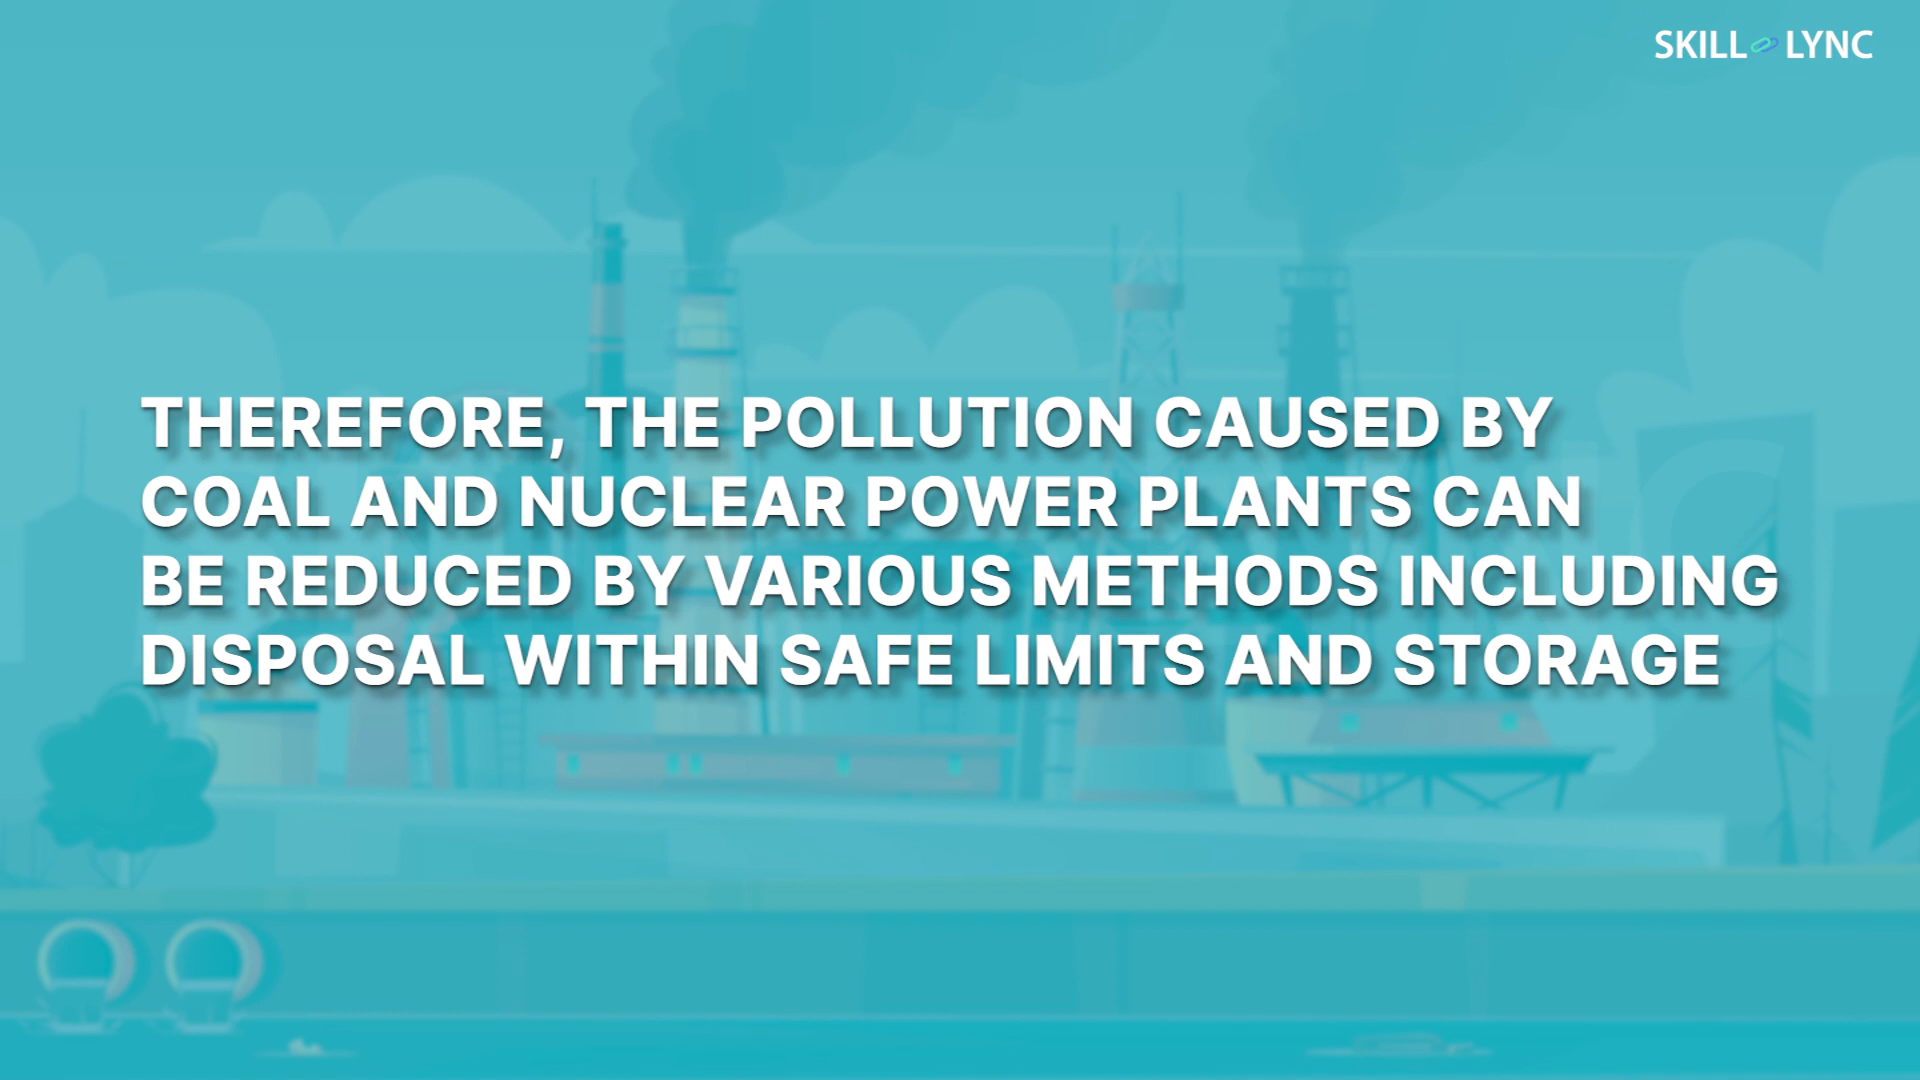 SKILL LYNC
THEREFORE, THE POLLUTION CAUSED BY
COAL AND NUCLEAR POWER PLANTS CAN
BE REDUCED BY VARIOUS METHODS INCLUDING
DISPOSAL WITHIN SAFE LIMITS AND STORAGE